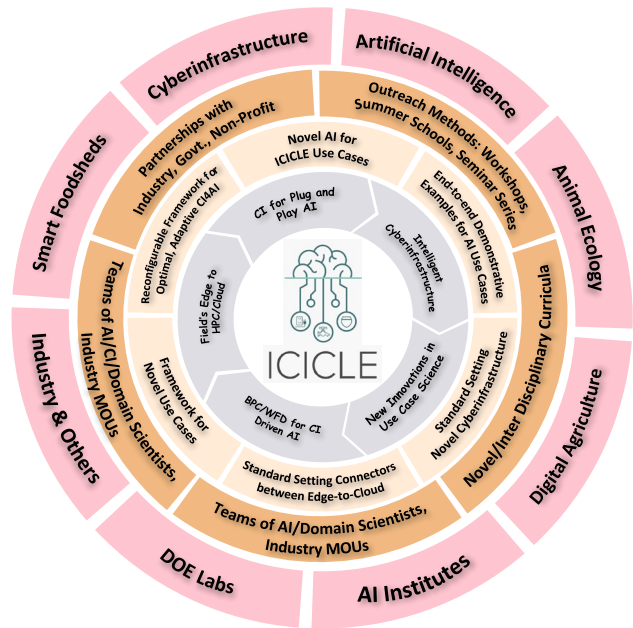 Cyberinfrastructure
Artificial Intelligence
Animal Ecology
Digital Agriculture
AI Institutes
DOE Labs
Industry & Others
Smart Foodsheds
Partnerships with
Industry, Govt., Non-Profit
Outreach Methods: Workshops,
Summer Schools, Seminar Series
Novel/Inter Disciplinary Curricula
Teams of AI/Domain Scientists,
Industry MOUs
Teams of AI/CI/Domain Scientists,
Industry MOUs
Novel AI for
ICICLE Use Cases
End-to-end Demonstrative
Examples for AI Use Cases
Standard Setting
Novel Cyberinfrastructure
Standard Setting Connectors
between Edge-to-Cloud
Framework for
Novel Use Cases
Reconfigurable Framework for
Optimal, Adaptive CI4AI
CI for Plug and
Play AI
Intelligent
Cyberinfrastructure
New Innovations in
Use Case Science
BPC/WFD for CI
Driven AI
Field's Edge to
HPC/Cloud
ICICLE